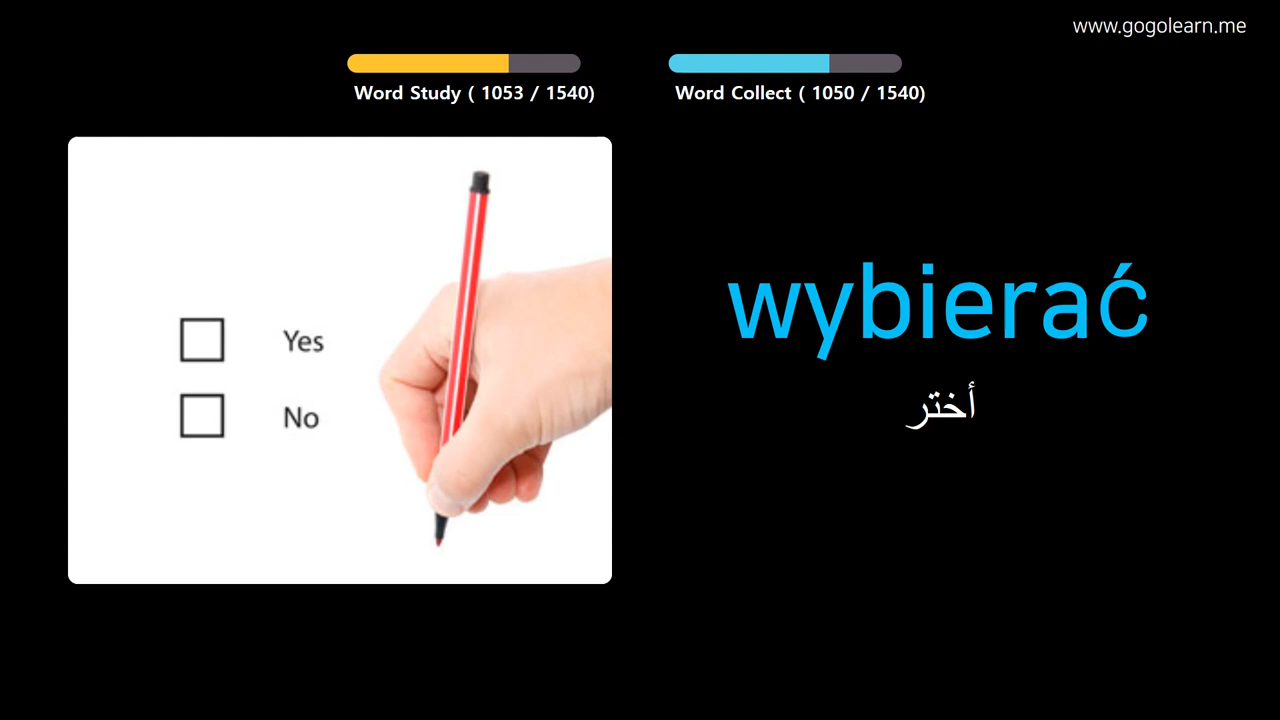 www.gogolearn.me
Word Study ( 1053 / 1540)
Word Collect ( 1050 / 1540)
Yes
No
wybierać
أختر